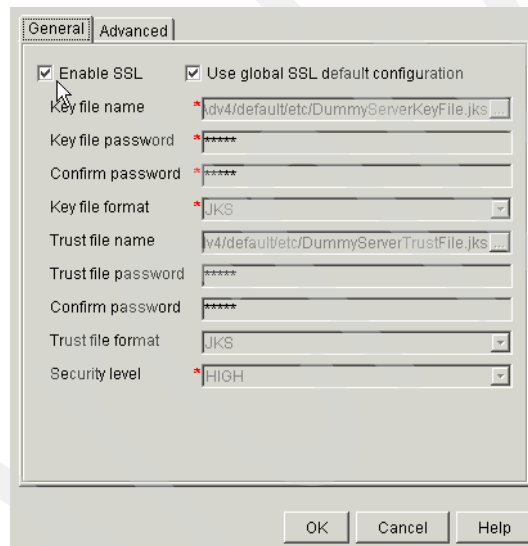 General Advanced
Enable SSL Use global SSL default configuration
Key file name *\dv4/default/etc/DummyServerKeyFile.jks ...
Key file password *****
Confirm password *****
Key file format * JKS
Trust file name lv4/default/etc/DummyServerTrustFile.jks ...
Trust file password *****
Confirm password *****
Trust file format JKS
Security level * HIGH
OK Cancel Help